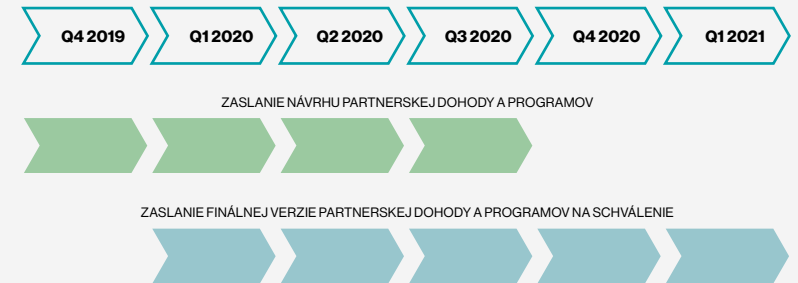 Q4 2019 Q1 2020 Q2 2020 Q3 2020 Q4 2020 Q1 2021
ZASLANIE NÁVRHU PARTNERSKEJ DOHODY A PROGRAMOV
ZASLANIE FINÁLNEJ VERZIE PARTNERSKEJ DOHODY A PROGRAMOV NA SCHVÁLENIE